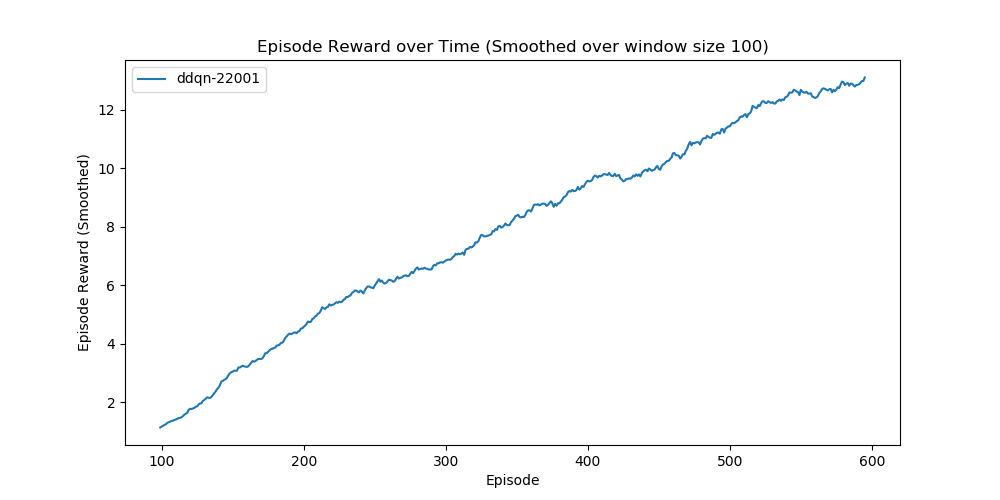 Episode Reward over Time (Smoothed over window size 100)
ddqn-22001
Episode Reward (Smoothed)
12
10
8
6
4
2
100 200 300 400 500 600
Episode